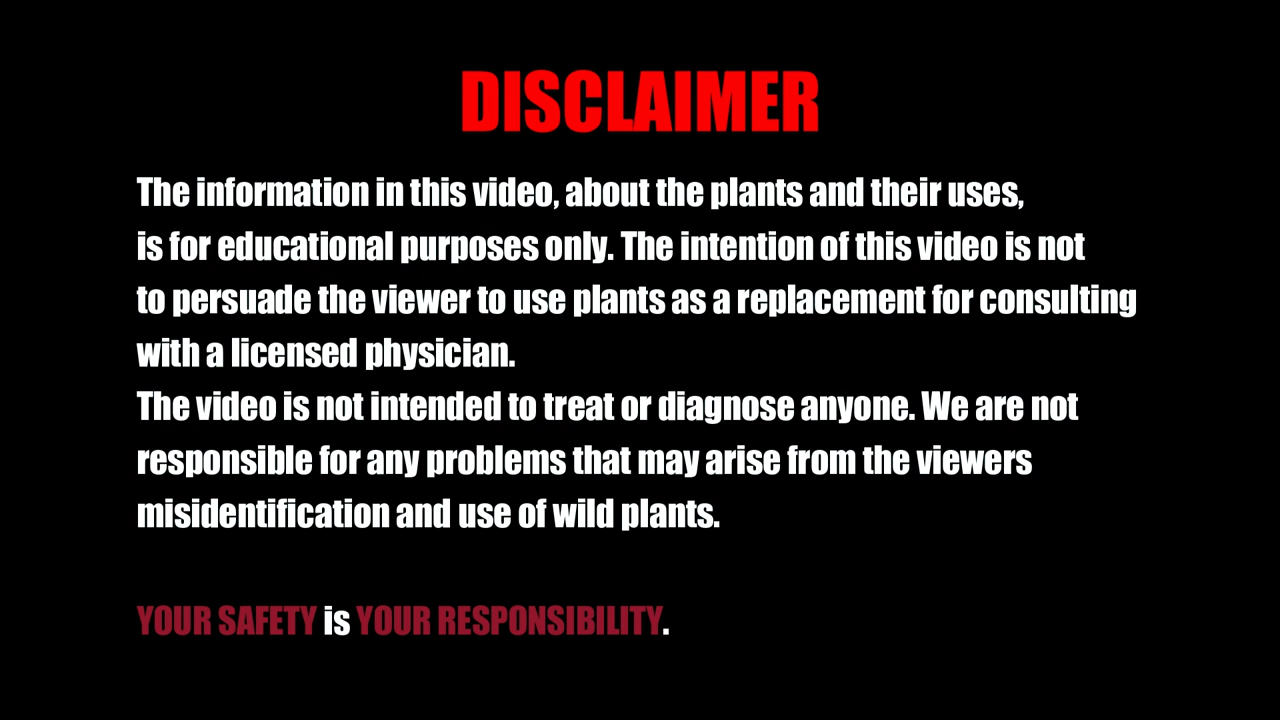 DISCLAIMER
The information in this video, about the plants and their uses,
is for educational purposes only. The intention of this video is not
to persuade the viewer to use plants as a replacement for consulting
with a licensed physician.
The video is not intended to treat or diagnose anyone. We are not
responsible for any problems that may arise from the viewers
misidentification and use of wild plants.
YOUR SAFETY is YOUR RESPONSIBILITY.